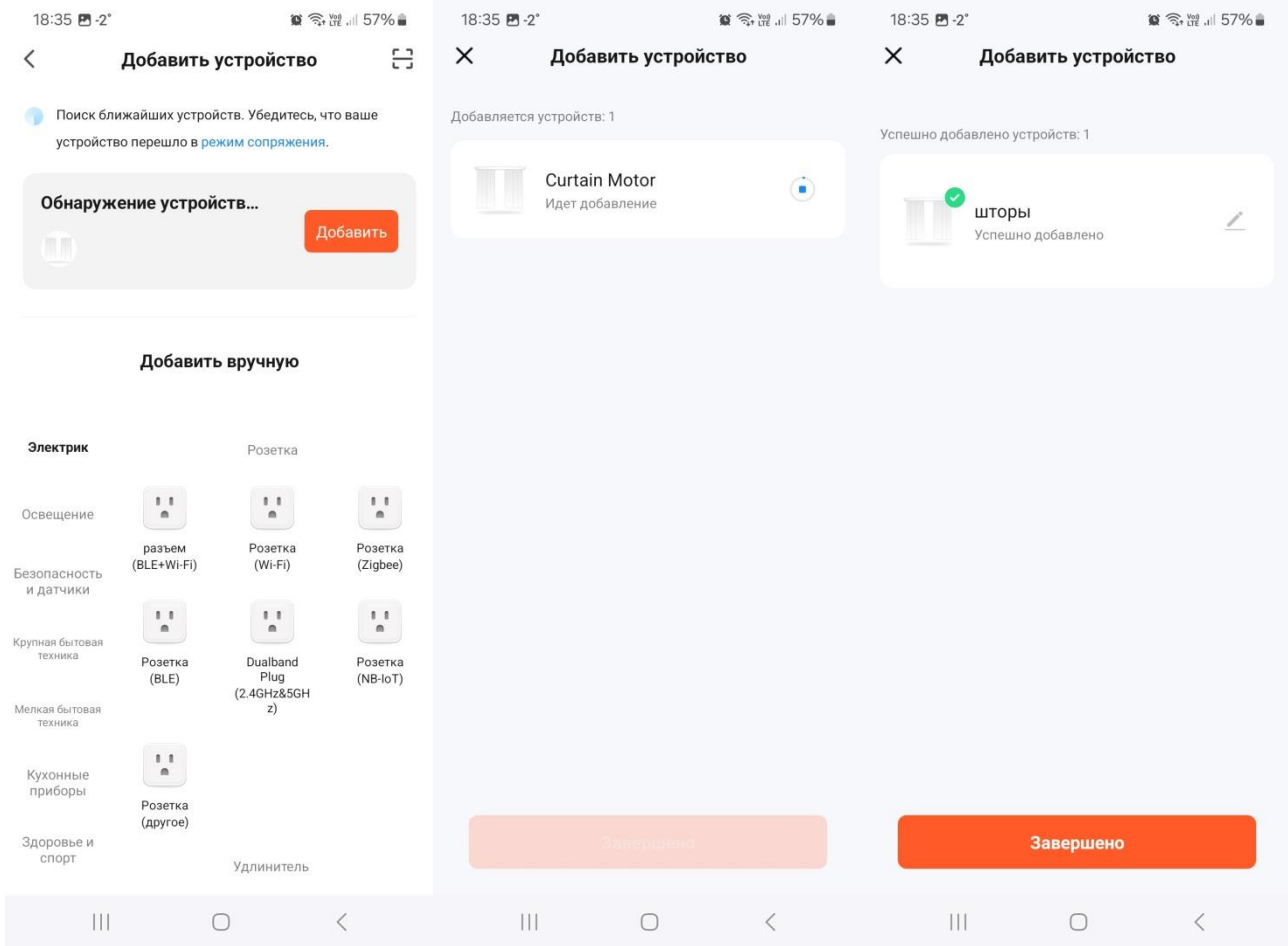 18:35 -2° 57%
Добавить устройство
Поиск ближайших устройств. Убедитесь, что ваше
устройство перешло в режим сопряжения.
Обнаружение устройств...
Добавить
Добавить вручную
Электрик
Освещение
Безопасность
и датчики
Крупная бытовая
техника
Мелкая бытовая
техника
Кухонные
приборы
Здоровье и
спорт
Розетка
разъем
(BLE+Wi-Fi)
Розетка
(Wi-Fi)
Розетка
(Zigbee)
Розетка
(BLE)
Dualband
Plug
(2.4GHz&5GH
z)
Розетка
(NB-IoT)
Розетка
(другое)
Удлинитель
18:35 -2° 57%
Добавить устройство
Добавляется устройств: 1
Curtain Motor
Идет добавление
Завершено
18:35 -2° 57%
Добавить устройство
Успешно добавлено устройств: 1
шторы
Успешно добавлено
Завершено